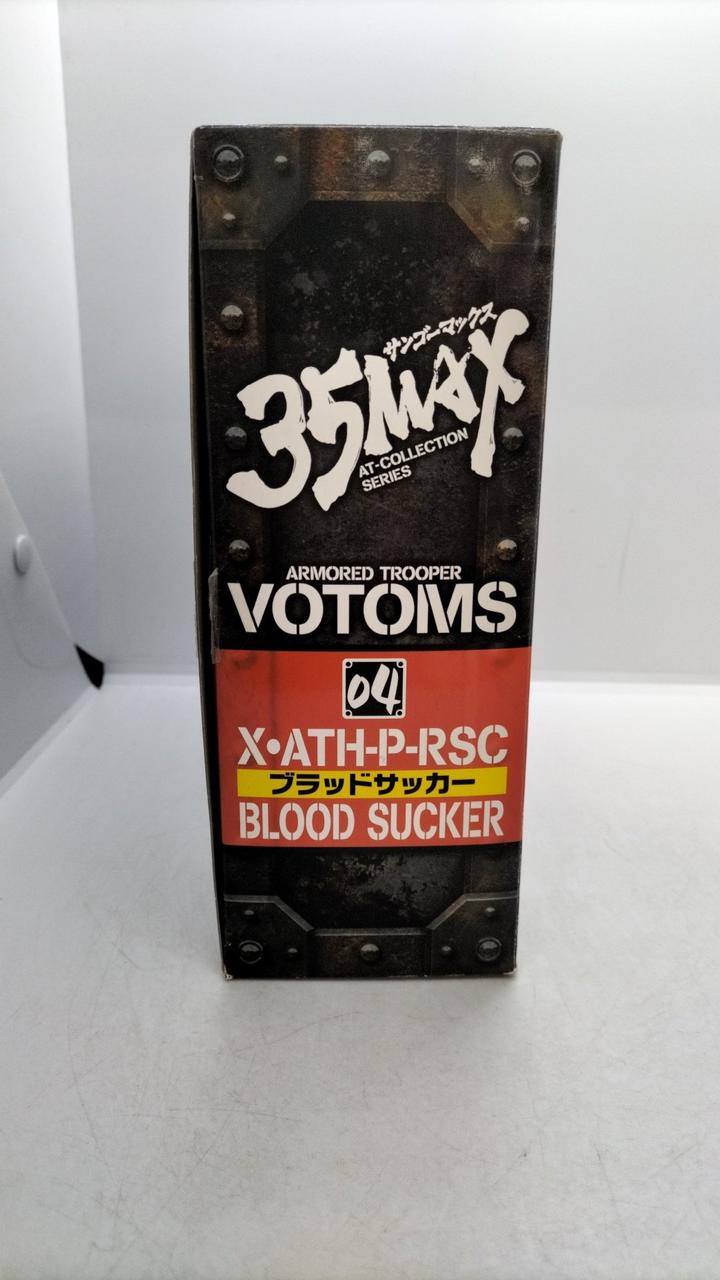 サンゴーマックス
35MAX
AT-COLLECTION
SERIES
ARMORED TROOPER
VOTOMS
04
X•ATH-P-RSC
ブラッドサッカー
BLOOD SUCKER